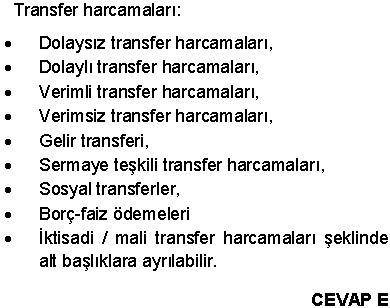 Transfer harcamaları:
• Dolaysız transfer harcamaları,
• Dolaylı transfer harcamaları,
• Verimli transfer harcamaları,
• Verimsiz transfer harcamaları,
• Gelir transferi,
• Sermaye teşkili transfer harcamaları,
• Sosyal transferler,
• Borç-faiz ödemeleri
• İktisadi / mali transfer harcamaları şeklinde
alt başlıklara ayrılabilir.
CEVAP E